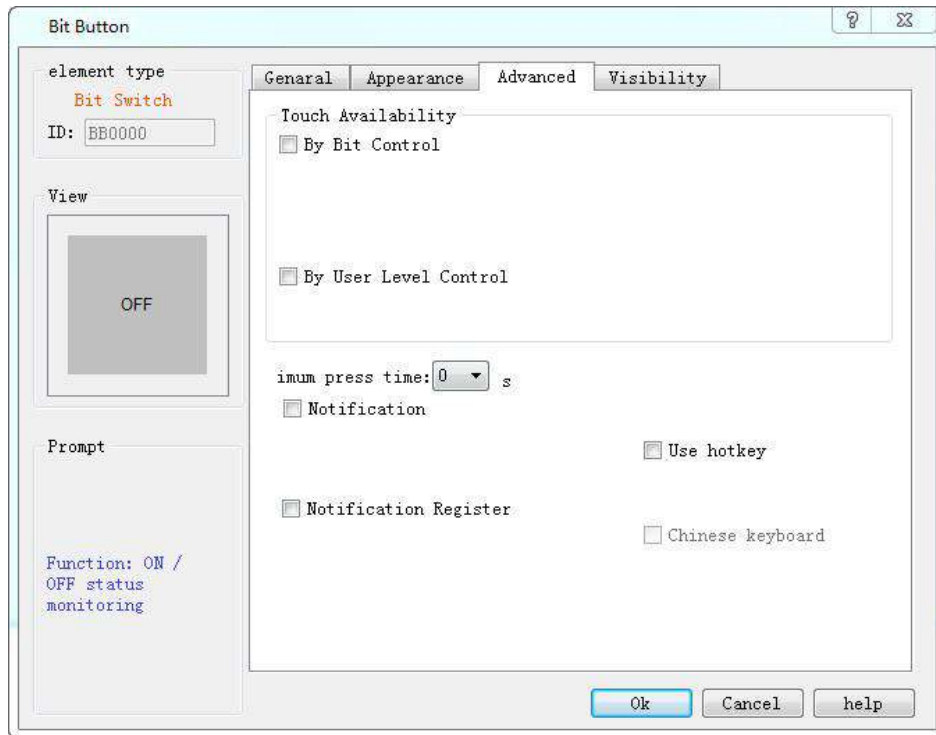 Bit Button
element type
Bit Switch
ID: BB0000
View
OFF
Prompt
Function: ON /
OFF status
monitoring
Genaral Appearance Advanced Visibility
Touch Availability
By Bit Control
By User Level Control
imum press time: 0 s
Notification
Use hotkey
Notification Register
Chinese keyboard
Ok Cancel help